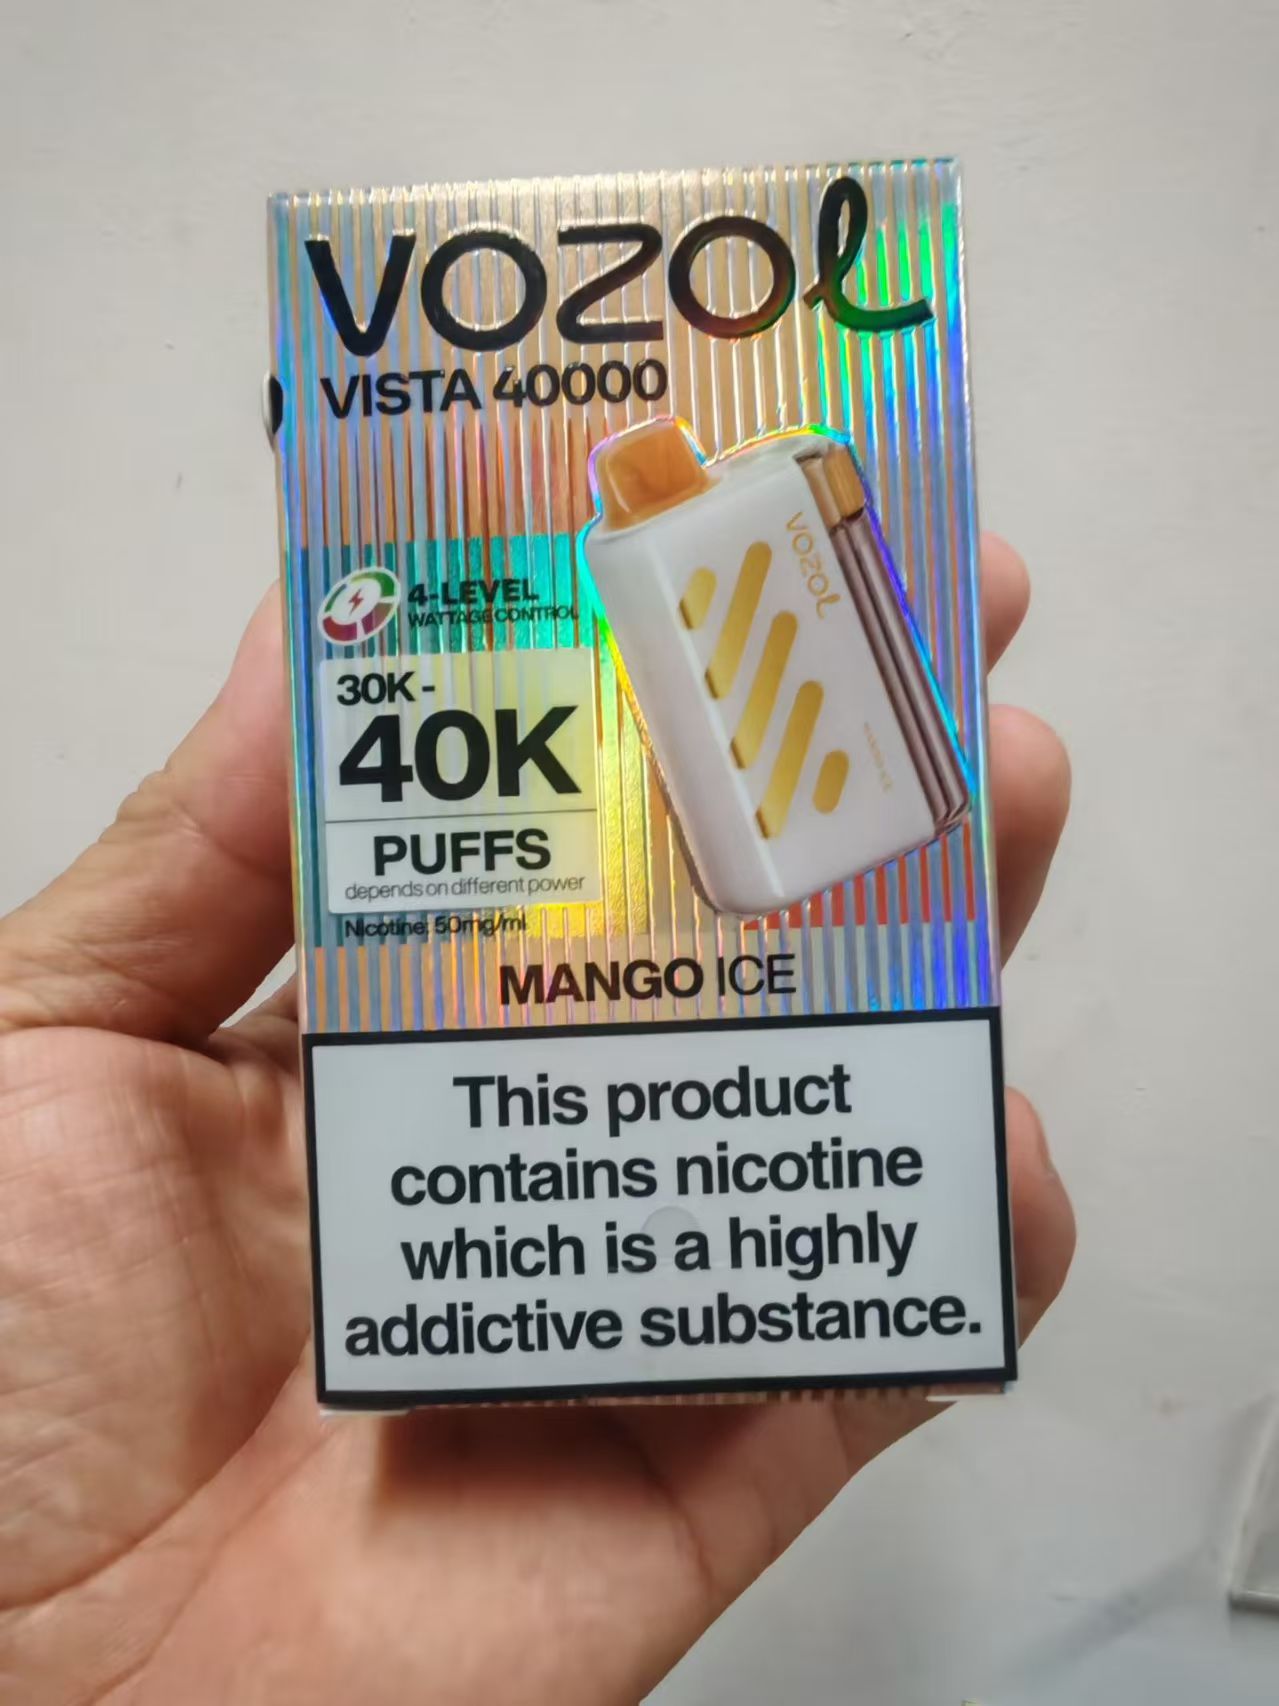 VOZOL
VISTA 40000
4-LEVEL
WATTAGE CONTROL
30K-
40K
PUFFS
depends on different power
Nicotine: 50mg/ml
VOZOL
MANGO ICE
This product
contains nicotine
which is a highly
addictive substance.